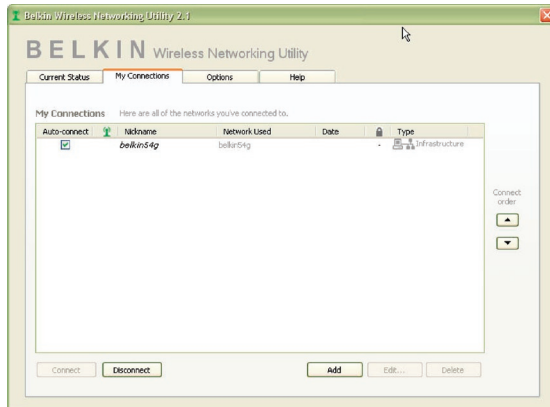 Belkin Wireless Networking Utility 2.1
BELKIN Wireless Networking Utility
Current Status My Connections Options Help
My Connections Here are all of the networks you've connected to.
Auto-connect Nickname Network Used Date Type
belkin54g belkin54g - Infrastructure
Connect order
Connect Disconnect Add Edit... Delete